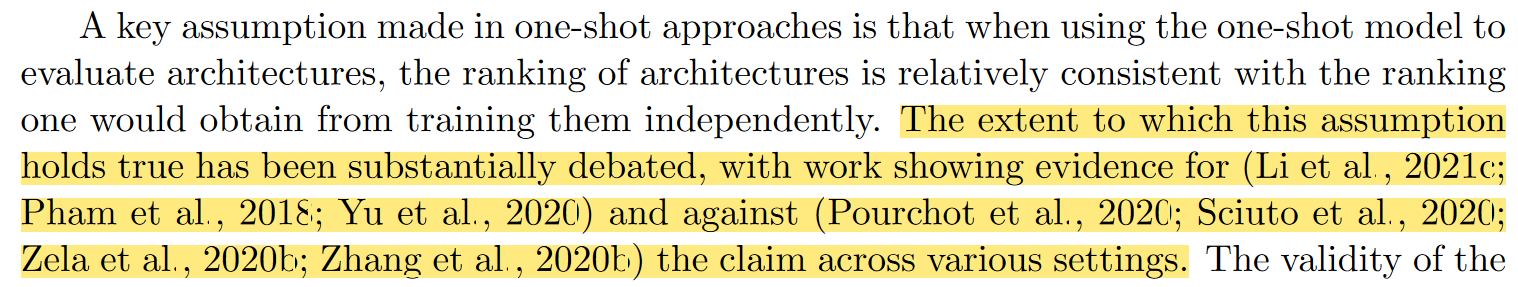 A key assumption made in one-shot approaches is that when using the one-shot model to
evaluate architectures, the ranking of architectures is relatively consistent with the ranking
one would obtain from training them independently. The extent to which this assumption
holds true has been substantially debated, with work showing evidence for (Li et al., 2021c;
Pham et al., 2018; Yu et al., 2020) and against (Pourchot et al., 2020; Sciuto et al., 2020;
Zela et al., 2020b; Zhang et al., 2020b) the claim across various settings. The validity of the